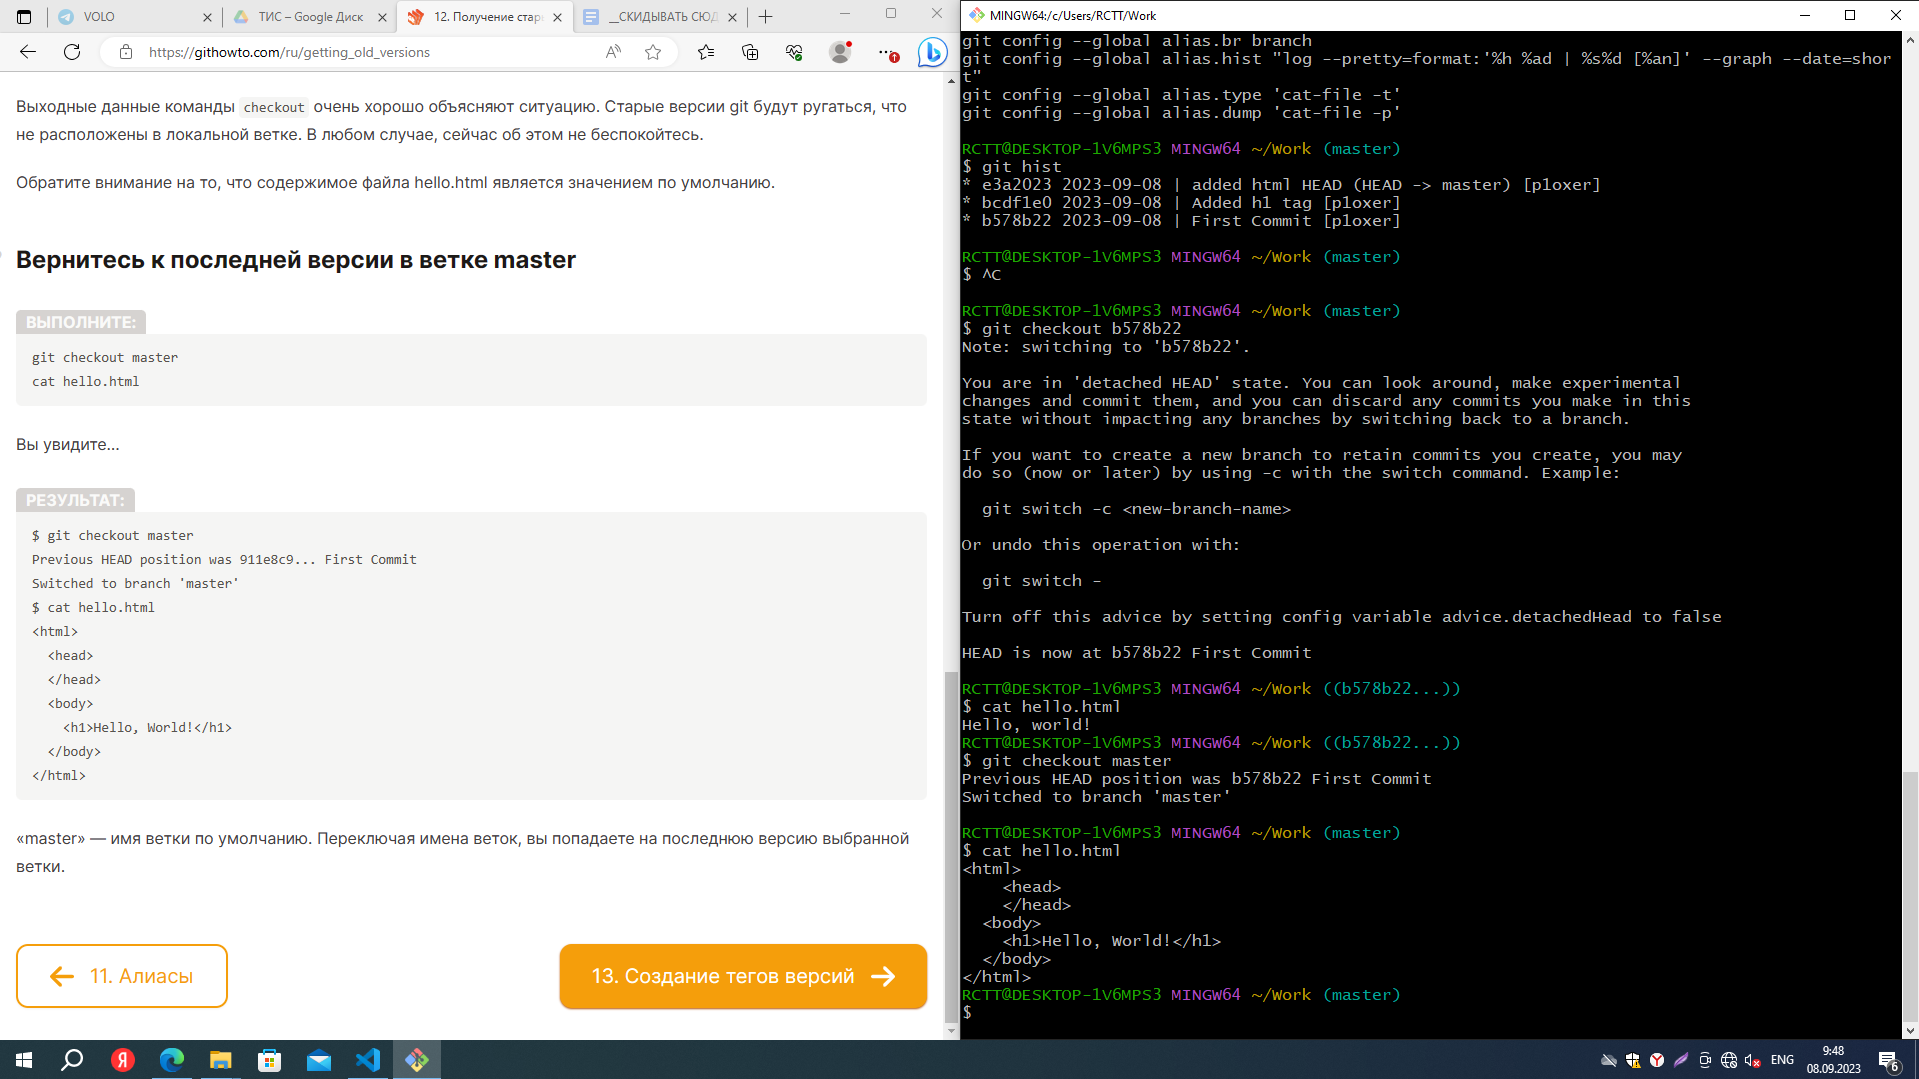 VOLO
ТИС – Google Диск
12. Получение стар
__СКИДЫВАТЬ СЮД
https://githowto.com/ru/getting_old_versions
Выходные данные команды checkout очень хорошо объясняют ситуацию. Старые версии git будут ругаться, что
не расположены в локальной ветке. В любом случае, сейчас об этом не беспокойтесь.
Обратите внимание на то, что содержимое файла hello.html является значением по умолчанию.
Вернитесь к последней версии в ветке master
ВЫПОЛНИТЕ:
git checkout master
cat hello.html
Вы увидите…
РЕЗУЛЬТАТ:
$ git checkout master
Previous HEAD position was 911e8c9... First Commit
Switched to branch 'master'
$ cat hello.html
<html>
  <head>
  </head>
  <body>
    <h1>Hello, World!</h1>
  </body>
</html>
«master» — имя ветки по умолчанию. Переключая имена веток, вы попадаете на последнюю версию выбранной
ветки.
11. Алиасы
13. Создание тегов версий
MINGW64:/c/Users/RCTT/Work
git config --global alias.br branch
git config --global alias.hist "log --pretty=format:'%h %ad | %s%d [%an]' --graph --date=shor
t"
git config --global alias.type 'cat-file -t'
git config --global alias.dump 'cat-file -p'
RCTT@DESKTOP-1V6MPS3 MINGW64 ~/Work (master)
$ git hist
* e3a2023 2023-09-08 | added html HEAD (HEAD -> master) [p1oxer]
* bcdf1e0 2023-09-08 | Added h1 tag [p1oxer]
* b578b22 2023-09-08 | First Commit [p1oxer]
RCTT@DESKTOP-1V6MPS3 MINGW64 ~/Work (master)
$ ^C
RCTT@DESKTOP-1V6MPS3 MINGW64 ~/Work (master)
$ git checkout b578b22
Note: switching to 'b578b22'.
You are in 'detached HEAD' state. You can look around, make experimental
changes and commit them, and you can discard any commits you make in this
state without impacting any branches by switching back to a branch.
If you want to create a new branch to retain commits you create, you may
do so (now or later) by using -c with the switch command. Example:
  git switch -c <new-branch-name>
Or undo this operation with:
  git switch -
Turn off this advice by setting config variable advice.detachedHead to false
HEAD is now at b578b22 First Commit
RCTT@DESKTOP-1V6MPS3 MINGW64 ~/Work ((b578b22...))
$ cat hello.html
Hello, world!
RCTT@DESKTOP-1V6MPS3 MINGW64 ~/Work ((b578b22...))
$ git checkout master
Previous HEAD position was b578b22 First Commit
Switched to branch 'master'
RCTT@DESKTOP-1V6MPS3 MINGW64 ~/Work (master)
$ cat hello.html
<html>
    <head>
    </head>
  <body>
    <h1>Hello, World!</h1>
  </body>
</html>
RCTT@DESKTOP-1V6MPS3 MINGW64 ~/Work (master)
$
ENG
9:48
08.09.2023
6